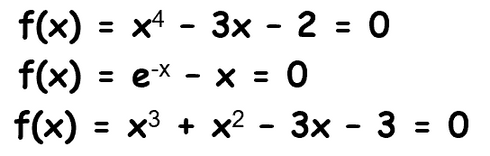 f(x) = x⁴ - 3x - 2 = 0
f(x) = e⁻ˣ - x = 0
f(x) = x³ + x² - 3x - 3 = 0